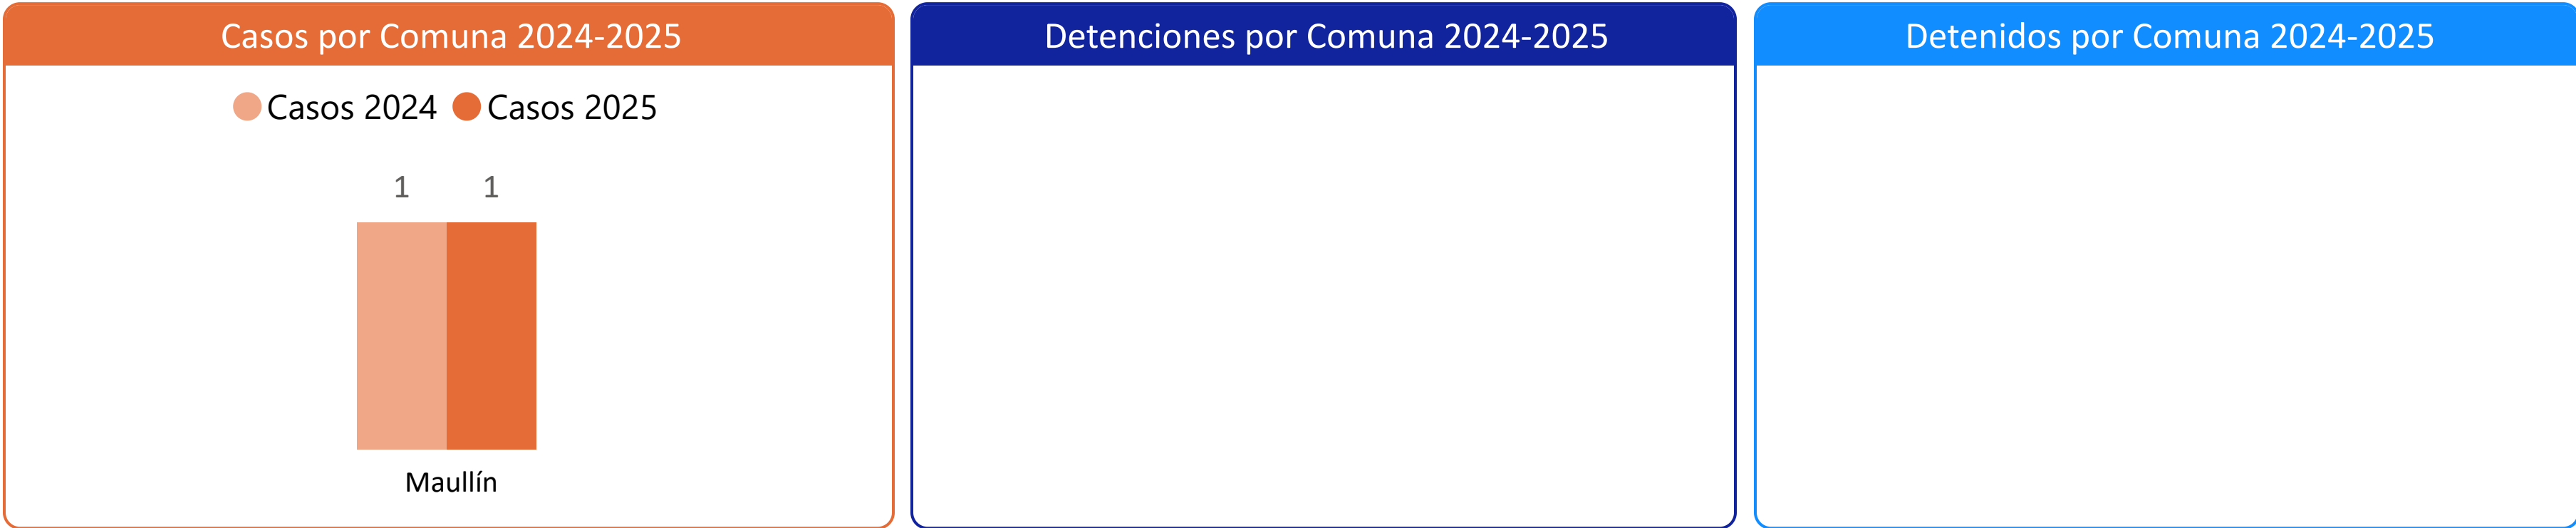 Casos por Comuna 2024-2025
Casos 2024 Casos 2025
1 1
Maullín
Detenciones por Comuna 2024-2025
Detenidos por Comuna 2024-2025